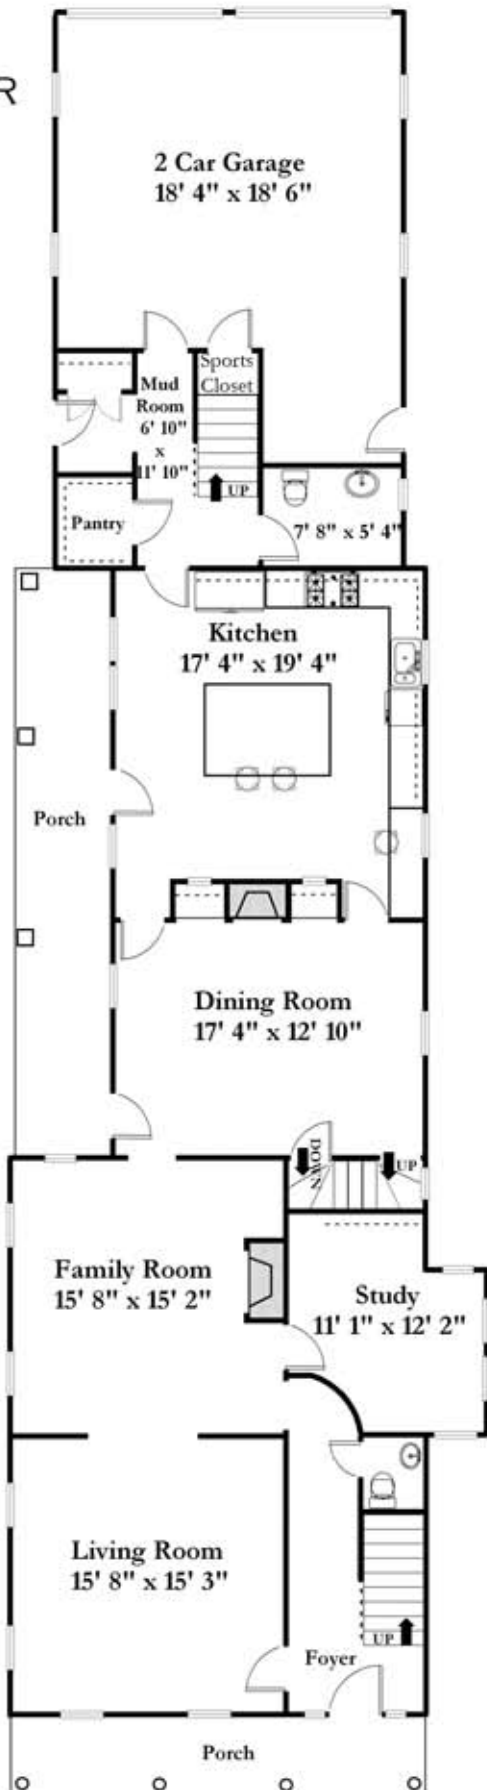 R
2 Car Garage
18' 4" x 18' 6"
Sports
Closet
Mud
Room
6' 10"
x
11' 10"
UP
Pantry
7' 8" x 5' 4"
Kitchen
17' 4" x 19' 4"
Porch
Dining Room
17' 4" x 12' 10"
DOWN
UP
Family Room
15' 8" x 15' 2"
Study
11' 1" x 12' 2"
Living Room
15' 8" x 15' 3"
UP
Foyer
Porch